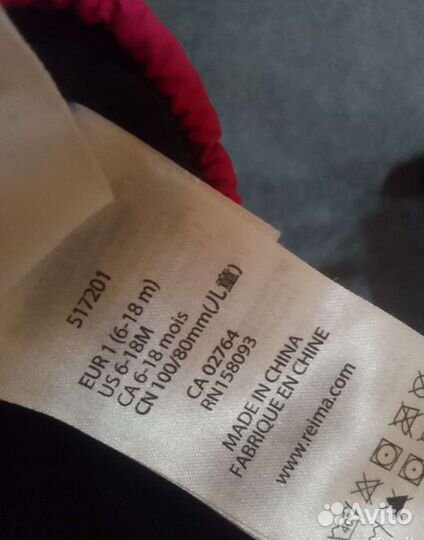 517201
EUR 1 (6-18 m)
US 6-18M
CA 6-18 mois
CN 100/80mm(儿童)
CA 02764
RN158093
MADE IN CHINA
FABRIQUE EN CHINE
www.reima.com
Avito